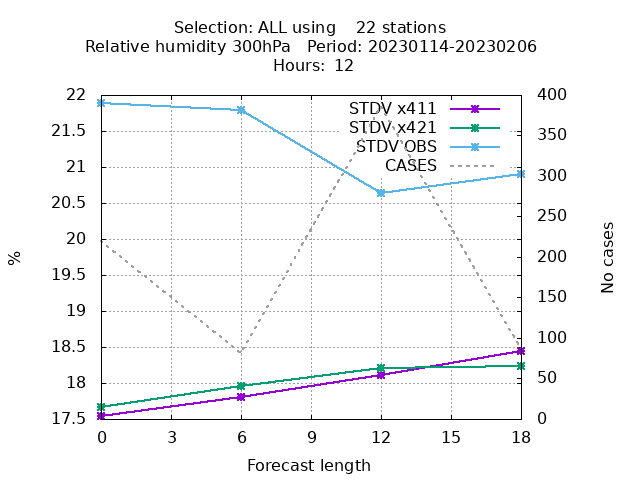 Selection: ALL using    22 stations
Relative humidity 300hPa   Period: 20230114-20230206
Hours: 12
22
21.5
21
20.5
20
19.5
19
18.5
18
17.5
400
350
300
250
200
150
100
50
0
STDV x411
STDV x421
STDV OBS
CASES
%
No cases
0 3 6 9 12 15 18
Forecast length